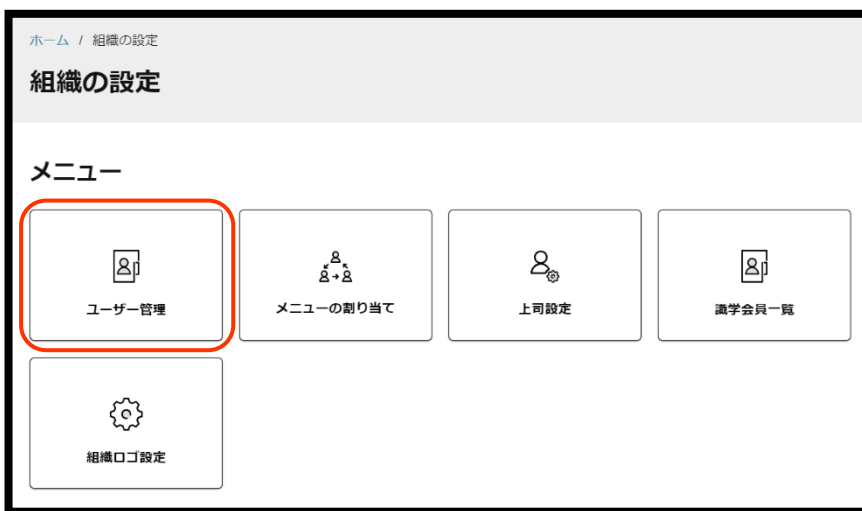 ホーム / 組織の設定
組織の設定
メニュー
ユーザー管理
メニューの割り当て
上司設定
識学会員一覧
組織ロゴ設定